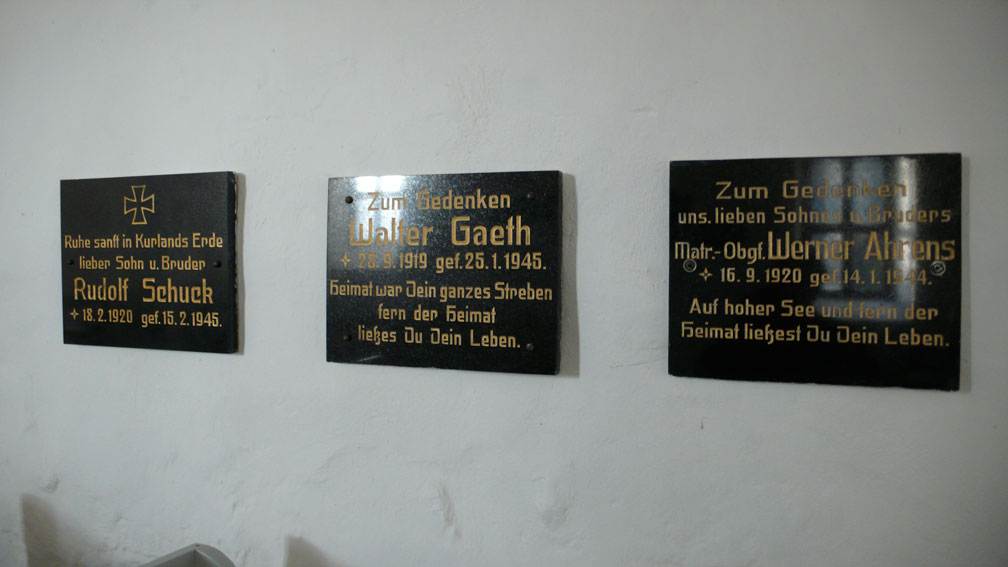 Ruhe sanft in Kurlands Erde
lieber Sohn u. Bruder
Rudolf Schuck
✧ 18.2.1920 gef. 15.2.1945.
Zum Gedenken
Walter Gaeth
✧ 28.9.1919 gef. 25.1.1945.
Heimat war Dein ganzes Streben
fern der Heimat
ließes Du Dein Leben.
Zum Gedenken
uns. lieben Sohnes u. Bruders
Matr.-Obgf. Werner Ahrens
✧ 16.9.1920 gef. 14.1.1944.
Auf hoher See und fern der
Heimat ließest Du Dein Leben.